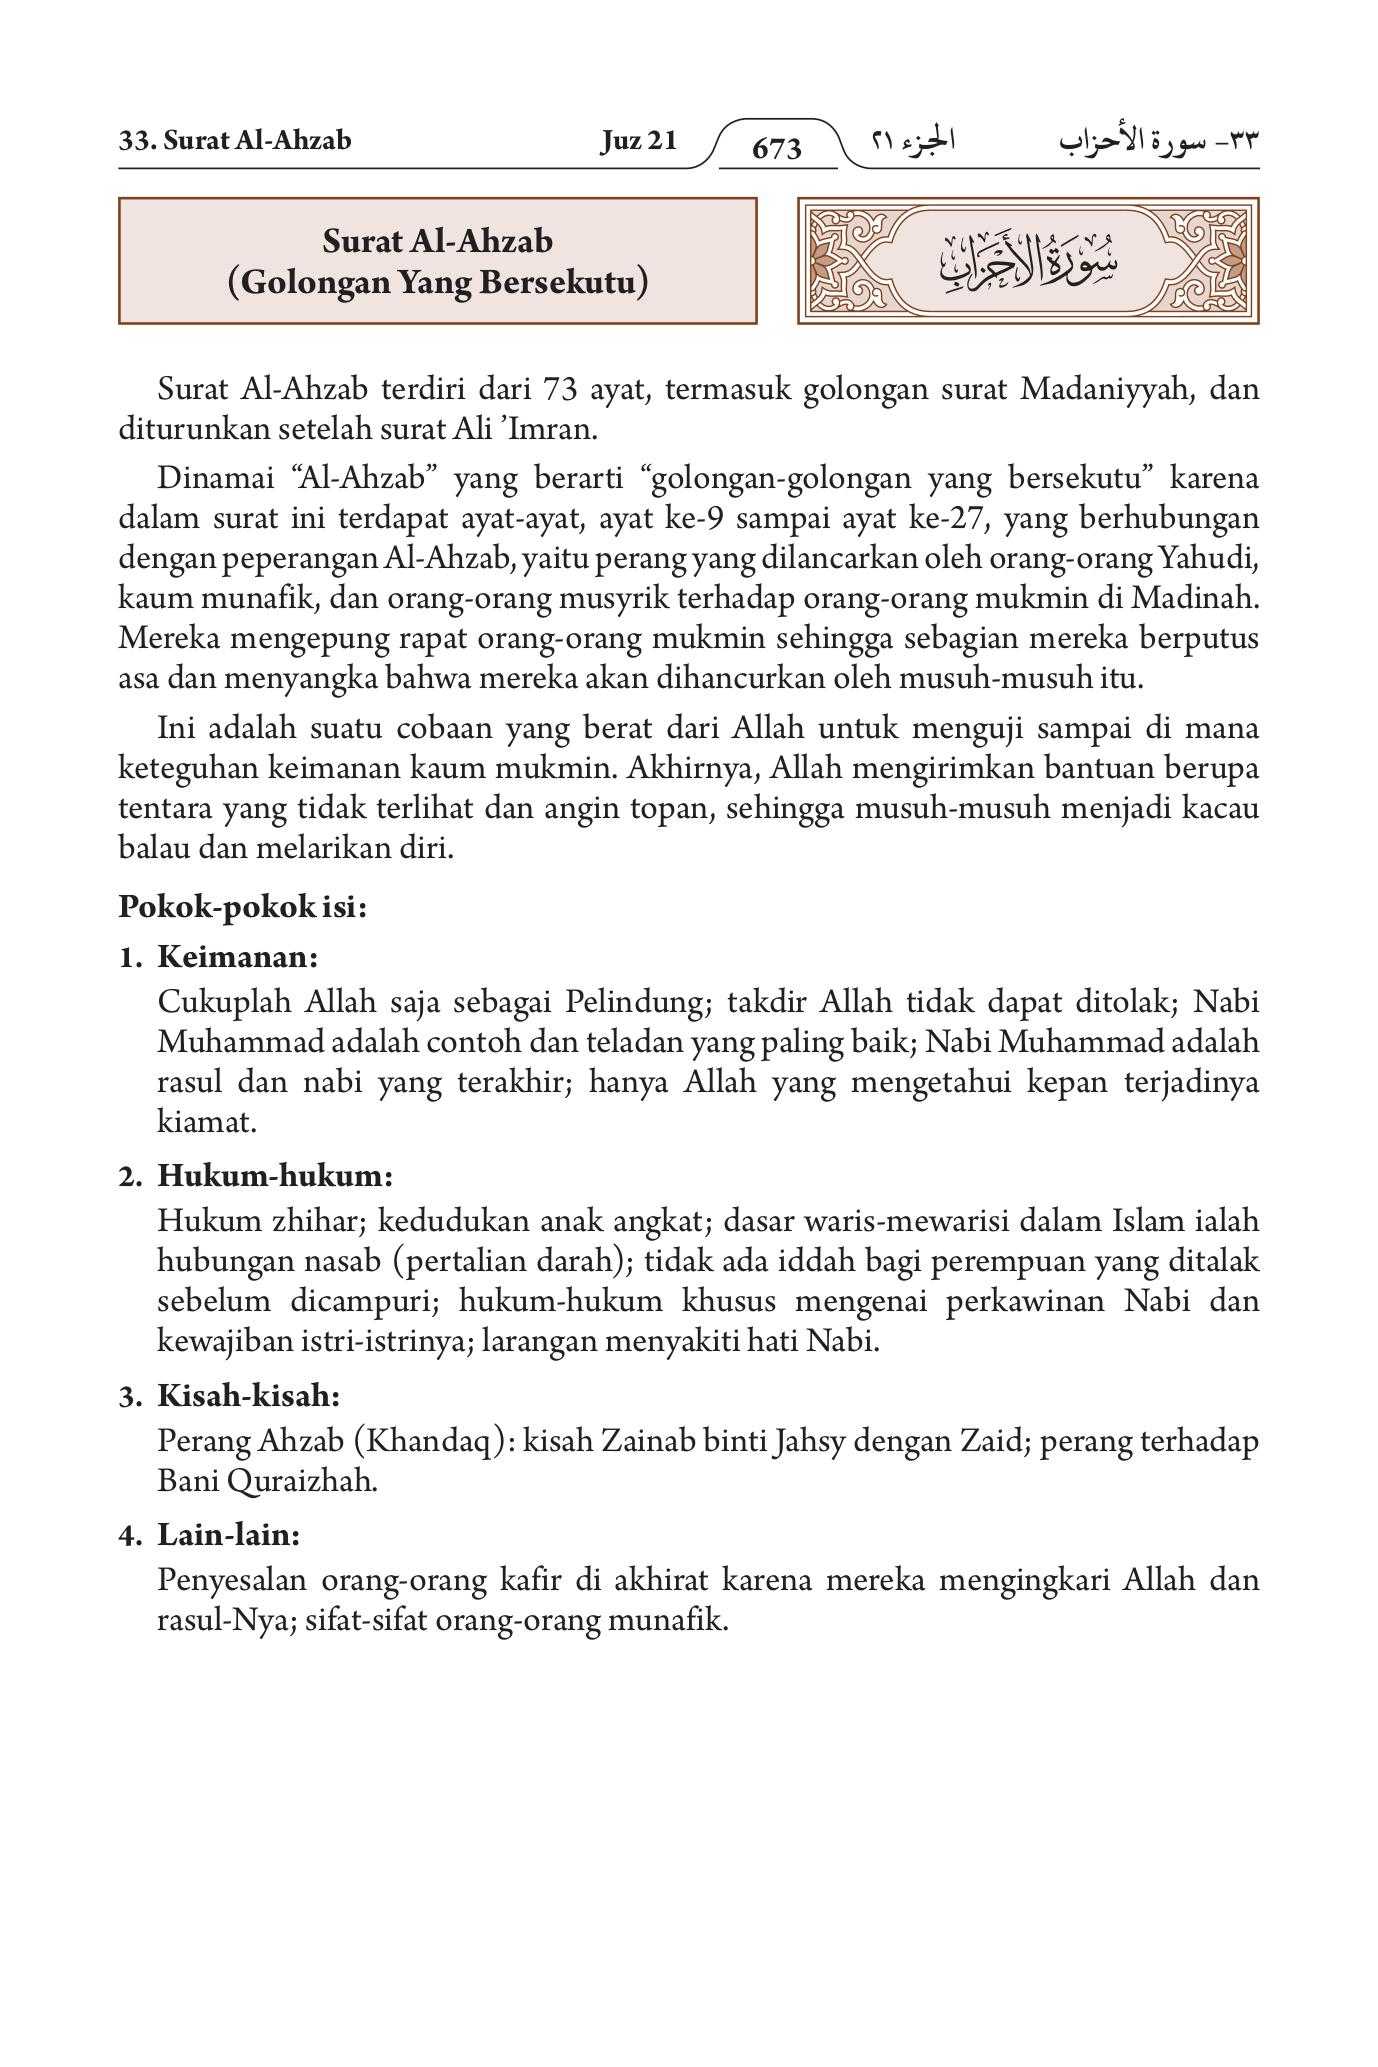 33. Surat Al-Ahzab Juz 21 673 الجزء ٢١ ٣٣- سورة الأحزاب
Surat Al-Ahzab
(Golongan Yang Bersekutu)
سُورَةُ الأَحْزَابِ
Surat Al-Ahzab terdiri dari 73 ayat, termasuk golongan surat Madaniyyah, dan
diturunkan setelah surat Ali ’Imran.
Dinamai “Al-Ahzab” yang berarti “golongan-golongan yang bersekutu” karena
dalam surat ini terdapat ayat-ayat, ayat ke-9 sampai ayat ke-27, yang berhubungan
dengan peperangan Al-Ahzab, yaitu perang yang dilancarkan oleh orang-orang Yahudi,
kaum munafik, dan orang-orang musyrik terhadap orang-orang mukmin di Madinah.
Mereka mengepung rapat orang-orang mukmin sehingga sebagian mereka berputus
asa dan menyangka bahwa mereka akan dihancurkan oleh musuh-musuh itu.
Ini adalah suatu cobaan yang berat dari Allah untuk menguji sampai di mana
keteguhan keimanan kaum mukmin. Akhirnya, Allah mengirimkan bantuan berupa
tentara yang tidak terlihat dan angin topan, sehingga musuh-musuh menjadi kacau
balau dan melarikan diri.
Pokok-pokok isi:
1. Keimanan:
Cukuplah Allah saja sebagai Pelindung; takdir Allah tidak dapat ditolak; Nabi
Muhammad adalah contoh dan teladan yang paling baik; Nabi Muhammad adalah
rasul dan nabi yang terakhir; hanya Allah yang mengetahui kepan terjadinya
kiamat.
2. Hukum-hukum:
Hukum zhihar; kedudukan anak angkat; dasar waris-mewarisi dalam Islam ialah
hubungan nasab (pertalian darah); tidak ada iddah bagi perempuan yang ditalak
sebelum dicampuri; hukum-hukum khusus mengenai perkawinan Nabi dan
kewajiban istri-istrinya; larangan menyakiti hati Nabi.
3. Kisah-kisah:
Perang Ahzab (Khandaq): kisah Zainab binti Jahsy dengan Zaid; perang terhadap
Bani Quraizhah.
4. Lain-lain:
Penyesalan orang-orang kafir di akhirat karena mereka mengingkari Allah dan
rasul-Nya; sifat-sifat orang-orang munafik.